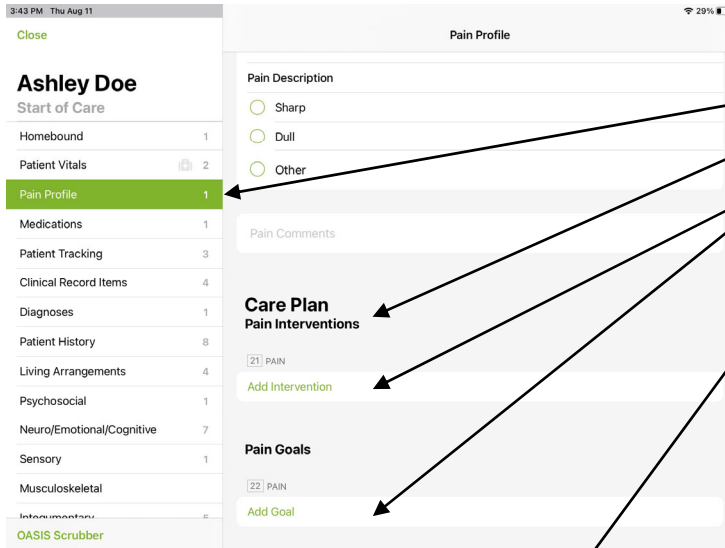 3:43 PM Thu Aug 11
29%
Close
Pain Profile
Ashley Doe
Start of Care
Homebound 1
Patient Vitals 2
Pain Profile 1
Medications 1
Patient Tracking 3
Clinical Record Items 4
Diagnoses 1
Patient History 8
Living Arrangements 4
Psychosocial 1
Neuro/Emotional/Cognitive 7
Sensory 1
Musculoskeletal
Integumentary 5
OASIS Scrubber
Pain Description
Sharp
Dull
Other
Pain Comments
Care Plan
Pain Interventions
21 PAIN
Add Intervention
Pain Goals
22 PAIN
Add Goal